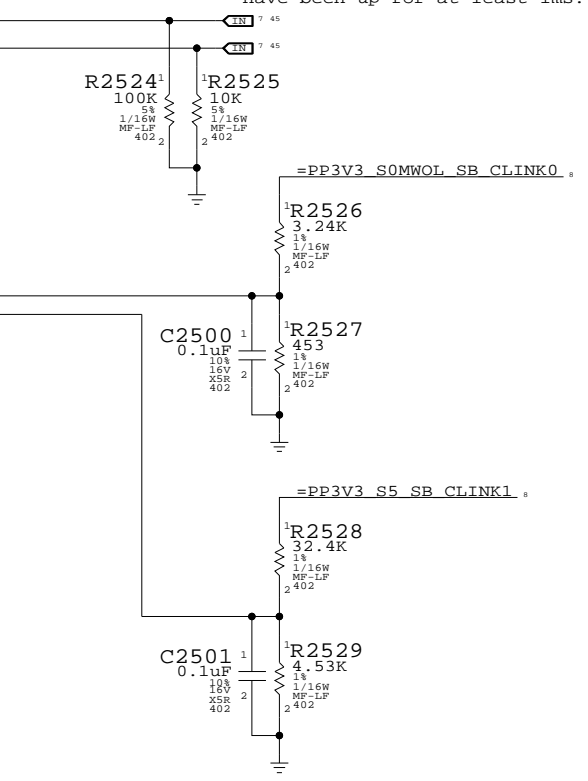 have been up for at least 1ms.
IN 7 45
IN 7 45
R2524 1
100K
5%
1/16W
MF-LF
402 2
1 R2525
10K
5%
1/16W
MF-LF
2 402
=PP3V3_S0MWOL_SB_CLINK0 8
1 R2526
3.24K
1%
1/16W
MF-LF
2 402
C2500 1
0.1uF
10%
16V
X5R 2
402
1 R2527
453
1%
1/16W
MF-LF
2 402
=PP3V3_S5_SB_CLINK1 8
1 R2528
32.4K
1%
1/16W
MF-LF
2 402
C2501 1
0.1uF
10%
16V
X5R 2
402
1 R2529
4.53K
1%
1/16W
MF-LF
2 402